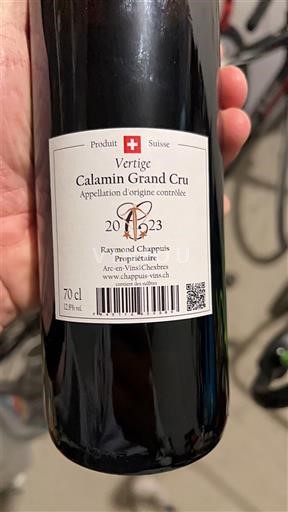 Produit Suisse
Vertige
Calamin Grand Cru
Appellation d'origine contrôlée
2023
Raymond Chappuis
Propriétaire
Arc-en-Vins/Chexbres
www.chappuis-vins.ch
contient des sulfites
70 cl
12.8% vol.